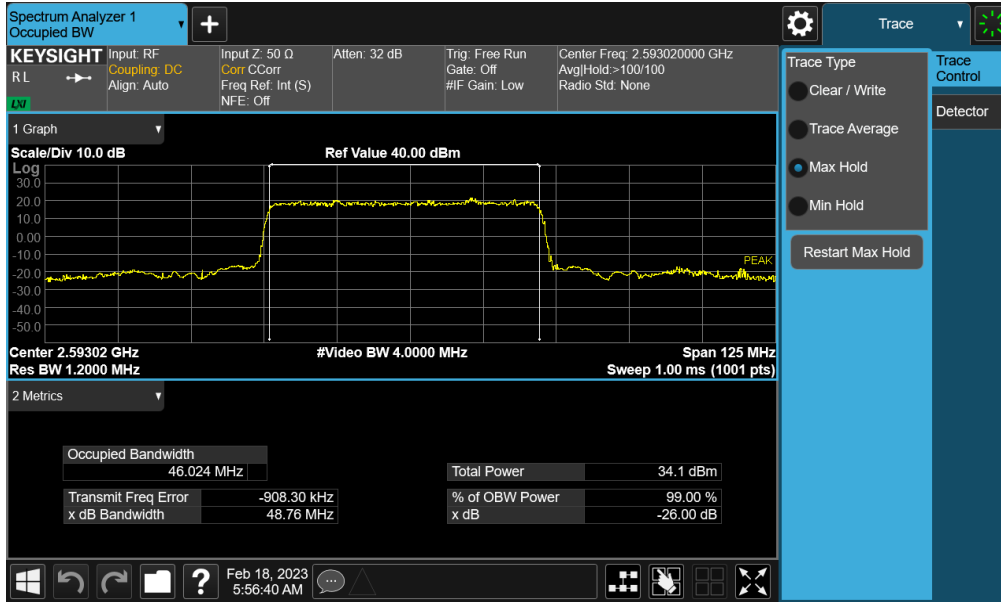 Spectrum Analyzer 1
Occupied BW
Trace
KEYSIGHT
R L
LXI
Input: RF
Coupling: DC
Align: Auto
Input Z: 50 Ω
Corr CCorr
Freq Ref: Int (S)
NFE: Off
Atten: 32 dB
Trig: Free Run
Gate: Off
#IF Gain: Low
Center Freq: 2.593020000 GHz
Avg|Hold:>100/100
Radio Std: None
1 Graph
Scale/Div 10.0 dB
Ref Value 40.00 dBm
Log
30.0
20.0
10.0
0.00
-10.0
-20.0
-30.0
-40.0
-50.0
PEAK
Center 2.59302 GHz
#Video BW 4.0000 MHz
Span 125 MHz
Res BW 1.2000 MHz
Sweep 1.00 ms (1001 pts)
2 Metrics
Occupied Bandwidth
46.024 MHz
Total Power 34.1 dBm
Transmit Freq Error -908.30 kHz
% of OBW Power 99.00 %
x dB Bandwidth 48.76 MHz
x dB -26.00 dB
Trace Type
Clear / Write
Trace Average
Max Hold
Min Hold
Restart Max Hold
Trace
Control
Detector
?
Feb 18, 2023
5:56:40 AM